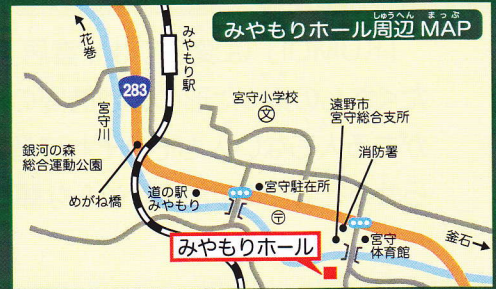 みやもりホール周辺 MAP
しゅうへん まっぷ
花巻
みやもり駅
283
宮守川
宮守小学校
文
遠野市
宮守総合支所
消防署
銀河の森
総合運動公園
めがね橋
道の駅
みやもり
宮守駐在所
〒
みやもりホール
宮守
体育館
釜石